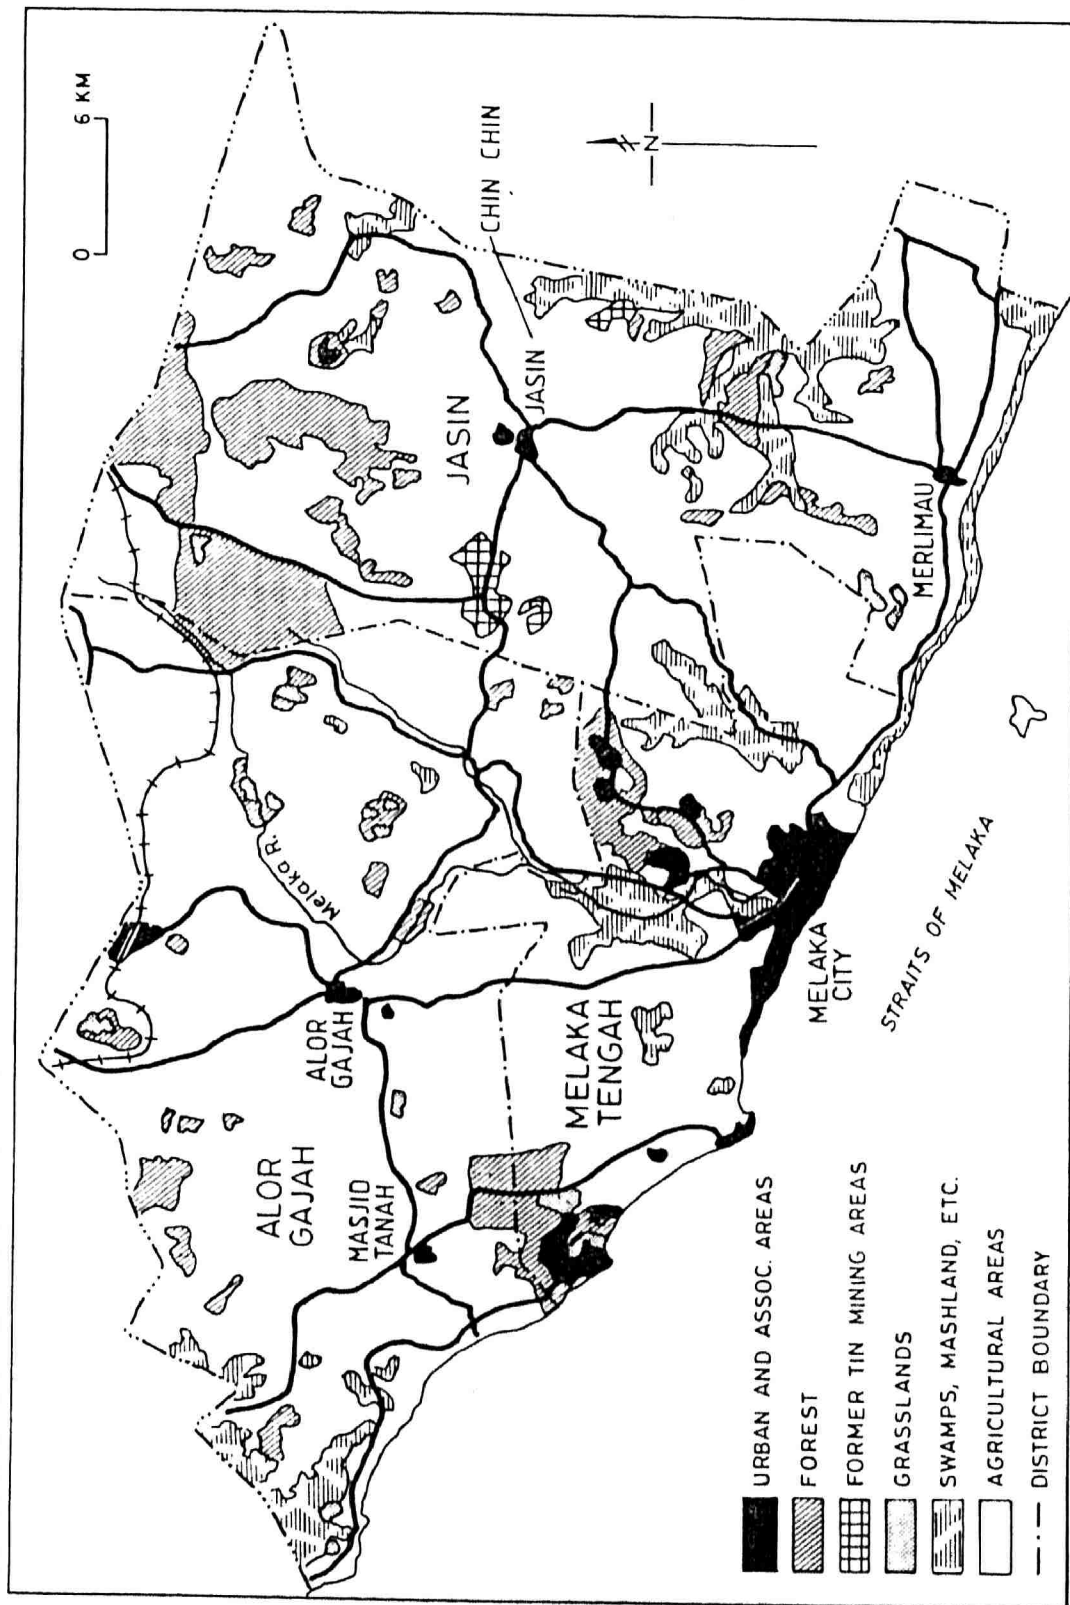 0 6 KM
N
CHIN CHIN
JASIN
JASIN
MERLIMAU
Melaka R.
ALOR
GAJAH
ALOR
GAJAH
MASJID
TANAH
MELAKA
TENGAH
MELAKA
CITY
STRAITS OF MELAKA
URBAN AND ASSOC. AREAS
FOREST
FORMER TIN MINING AREAS
GRASSLANDS
SWAMPS, MASHLAND, ETC.
AGRICULTURAL AREAS
DISTRICT BOUNDARY